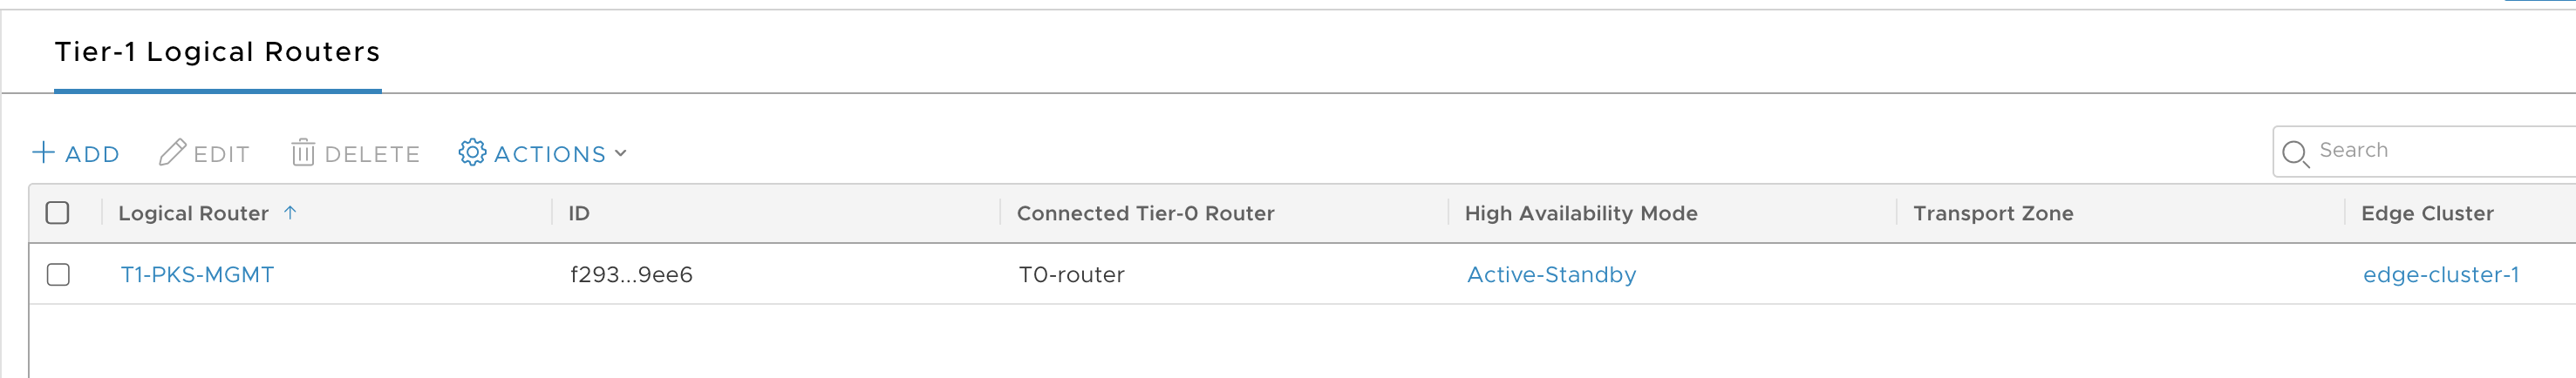 Tier-1 Logical Routers
ADD EDIT DELETE ACTIONS Search
Logical Router ID Connected Tier-0 Router High Availability Mode Transport Zone Edge Cluster
T1-PKS-MGMT f293...9ee6 T0-router Active-Standby edge-cluster-1